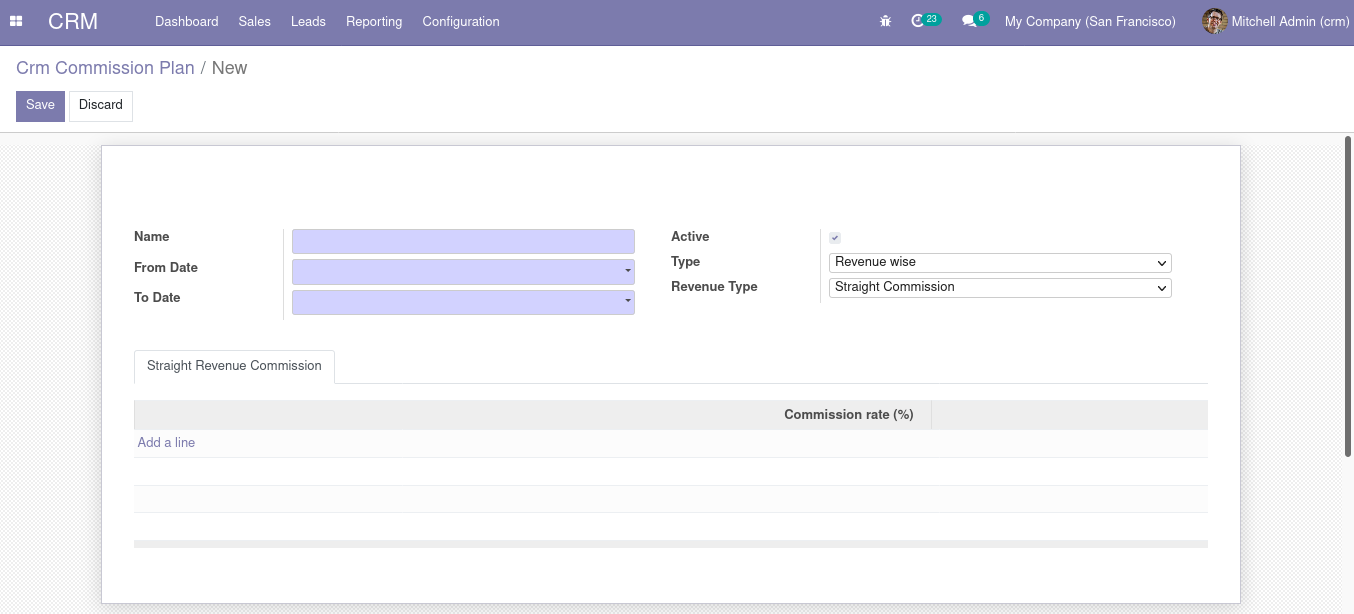 CRM Dashboard Sales Leads Reporting Configuration 23 6 My Company (San Francisco) Mitchell Admin (crm)
Crm Commission Plan / New
Save Discard
Name Active
Type Revenue wise
From Date
Revenue Type Straight Commission
To Date
Straight Revenue Commission
Commission rate (%)
Add a line